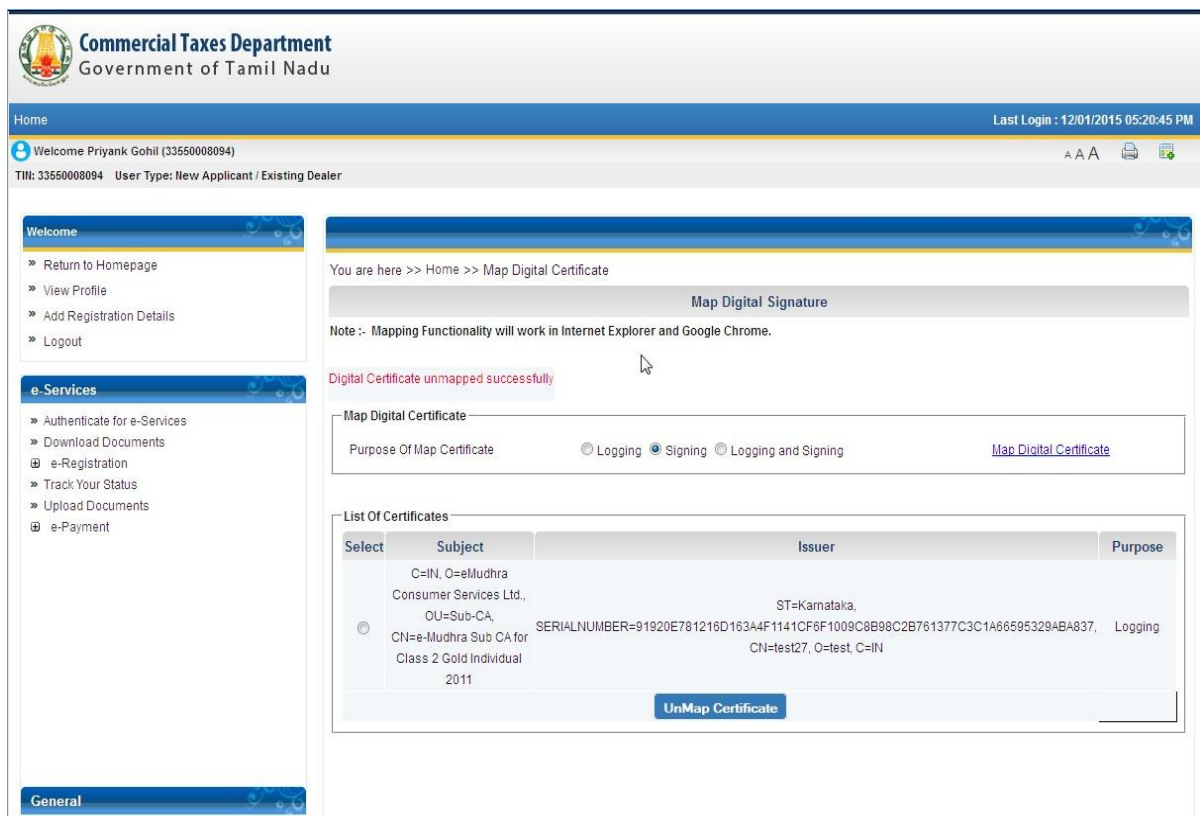 Commercial Taxes Department
Government of Tamil Nadu
Home
Last Login : 12/01/2015 05:20:45 PM
Welcome Priyank Gohil (33550008094)
A A A
TIN: 33550008094 User Type: New Applicant / Existing Dealer
Welcome
» Return to Homepage
» View Profile
» Add Registration Details
» Logout
e-Services
» Authenticate for e-Services
» Download Documents
e-Registration
» Track Your Status
» Upload Documents
e-Payment
General
You are here >> Home >> Map Digital Certificate
Map Digital Signature
Note :- Mapping Functionality will work in Internet Explorer and Google Chrome.
Digital Certificate unmapped successfully
Map Digital Certificate
Purpose Of Map Certificate Logging Signing Logging and Signing Map Digital Certificate
List Of Certificates
Select Subject Issuer Purpose
C=IN, O=eMudhra
Consumer Services Ltd.,
OU=Sub-CA,
CN=e-Mudhra Sub CA for
Class 2 Gold Individual
2011
ST=Karnataka,
SERIALNUMBER=91920E781216D163A4F1141CF6F1009C8B98C2B761377C3C1A66595329ABA837,
CN=test27, O=test, C=IN
Logging
UnMap Certificate